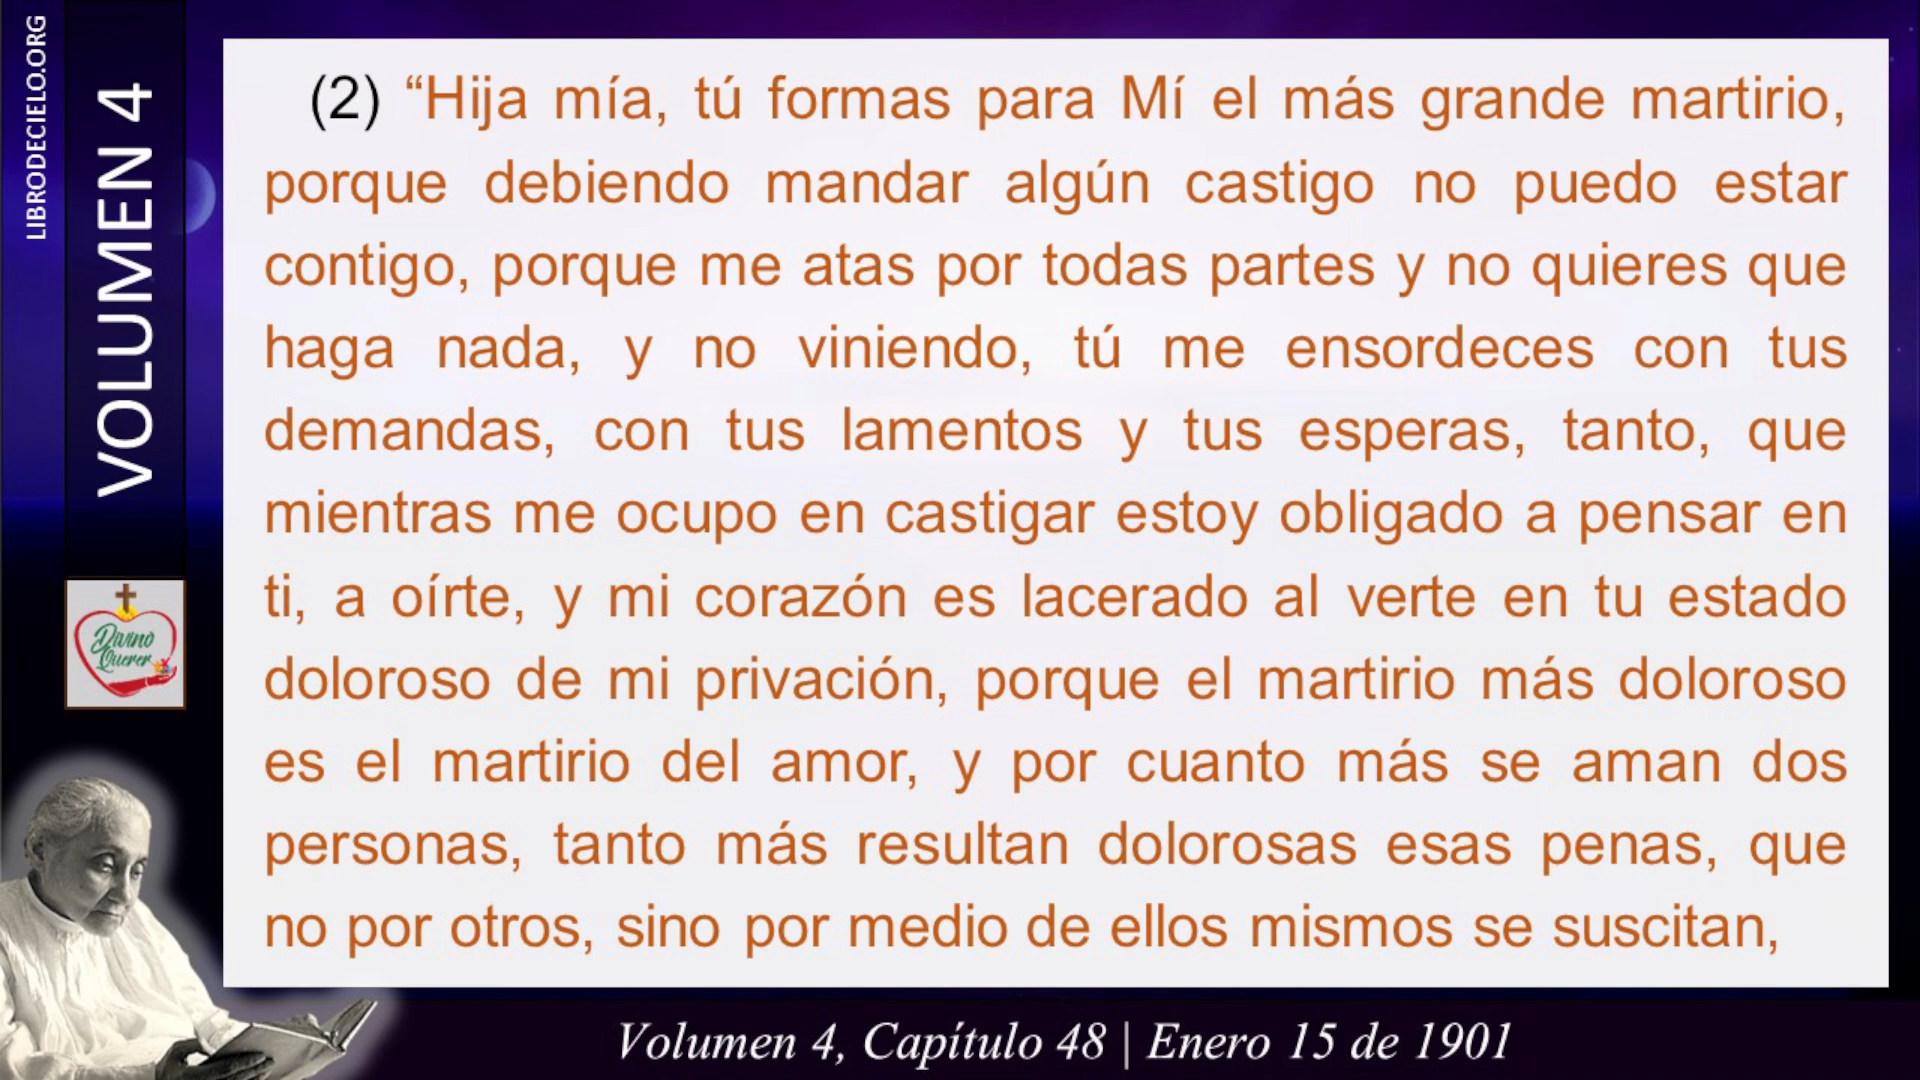 LIBRODECIELO.ORG
VOLUMEN 4
Divino
Querer
(2) “Hija mía, tú formas para Mí el más grande martirio,
porque debiendo mandar algún castigo no puedo estar
contigo, porque me atas por todas partes y no quieres que
haga nada, y no viniendo, tú me ensordeces con tus
demandas, con tus lamentos y tus esperas, tanto, que
mientras me ocupo en castigar estoy obligado a pensar en
ti, a oírte, y mi corazón es lacerado al verte en tu estado
doloroso de mi privación, porque el martirio más doloroso
es el martirio del amor, y por cuanto más se aman dos
personas, tanto más resultan dolorosas esas penas, que
no por otros, sino por medio de ellos mismos se suscitan,
Volumen 4, Capítulo 48 | Enero 15 de 1901